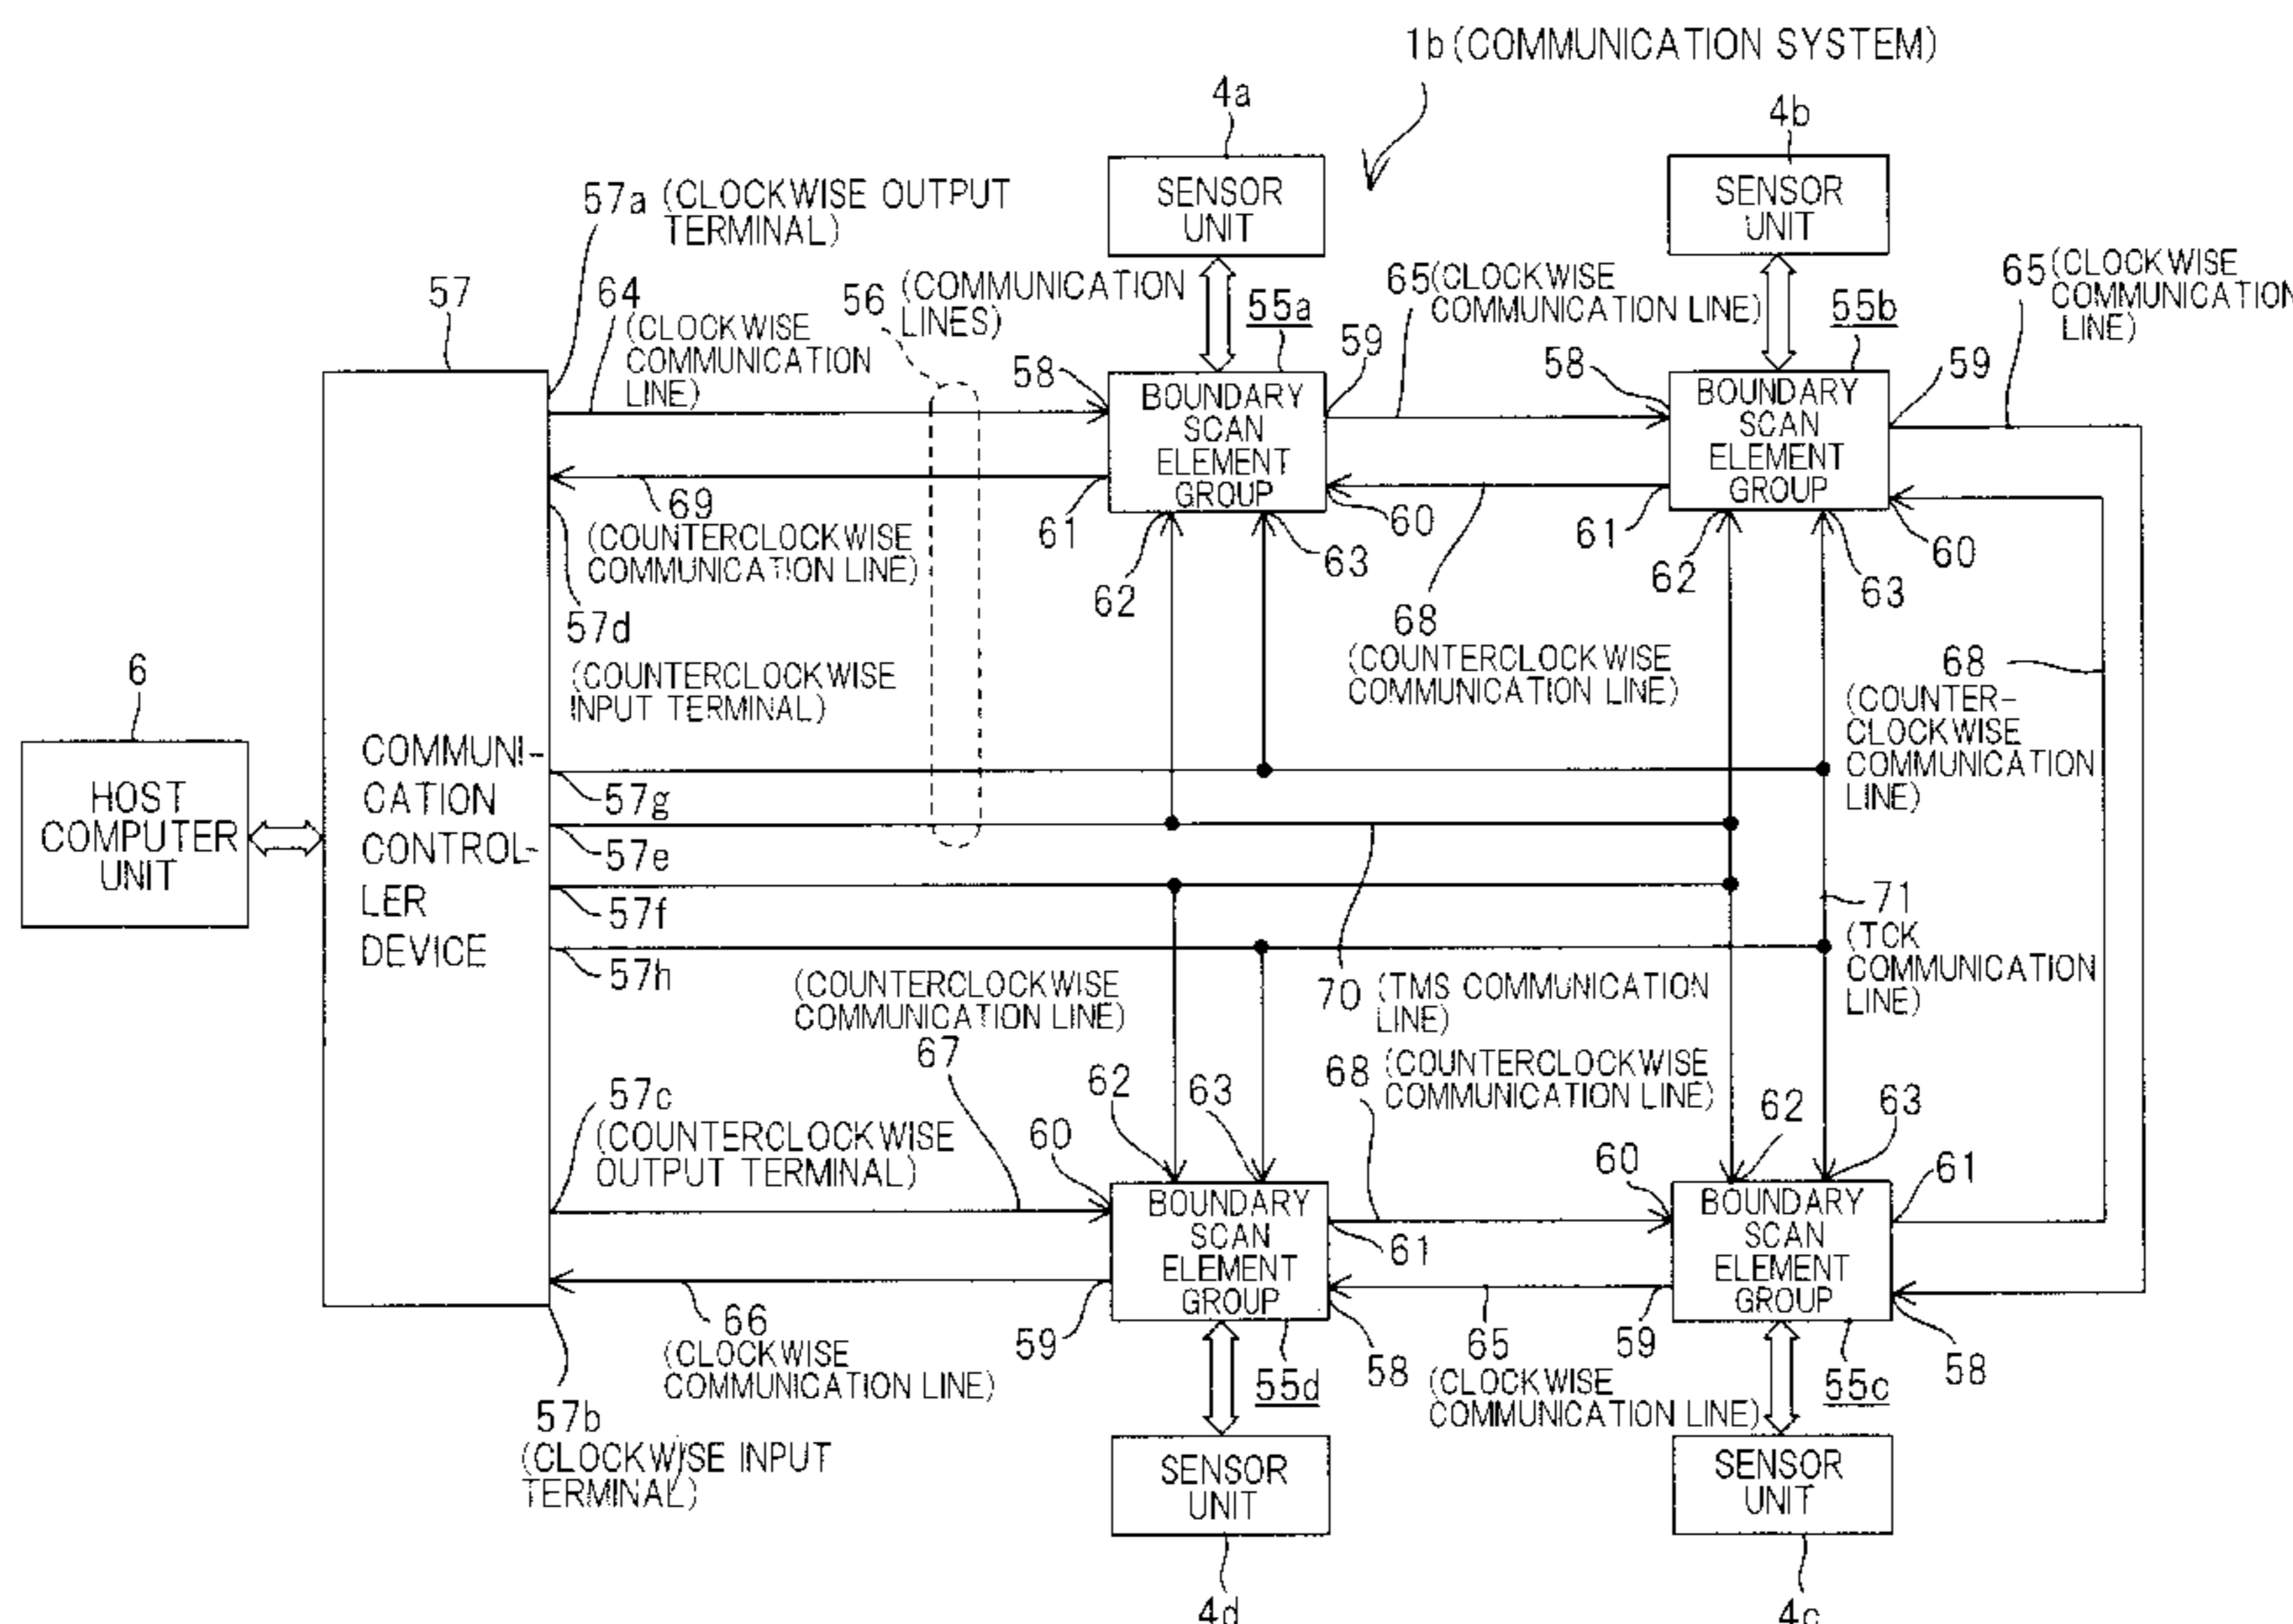 1b (COMMUNICATION SYSTEM)
4a
4b
SENSOR
UNIT
SENSOR
UNIT
57a (CLOCKWISE OUTPUT
TERMINAL)
57
64
(CLOCKWISE
COMMUNICATION
LINE)
56 (COMMUNICATION
LINES)
55a
65 (CLOCKWISE
COMMUNICATION LINE)
55b
65 (CLOCKWISE
COMMUNICATION
LINE)
58
59
58
59
BOUNDARY
SCAN
ELEMENT
GROUP
BOUNDARY
SCAN
ELEMENT
GROUP
69
(COUNTERCLOCKWISE
COMMUNICATION LINE)
61
60
61
60
62
63
62
63
68
(COUNTERCLOCKWISE
COMMUNICATION LINE)
57d
(COUNTERCLOCKWISE
INPUT TERMINAL)
68
(COUNTER-
CLOCKWISE
COMMUNICATION
LINE)
6
HOST
COMPUTER
UNIT
COMMUNI-
CATION
CONTROL-
LER
DEVICE
57g
57e
57f
57h
71
(TCK
COMMUNICATION
LINE)
70 (TMS COMMUNICATION
LINE)
(COUNTERCLOCKWISE
COMMUNICATION LINE)
67
68 (COUNTERCLOCKWISE
COMMUNICATION LINE)
57c
(COUNTERCLOCKWISE
OUTPUT TERMINAL)
62
63
62
63
60
60
61
61
BOUNDARY
SCAN
ELEMENT
GROUP
BOUNDARY
SCAN
ELEMENT
GROUP
66
(CLOCKWISE
COMMUNICATION LINE)
59
58
65
(CLOCKWISE
COMMUNICATION LINE)
59
58
55d
55c
57b
(CLOCKWISE INPUT
TERMINAL)
SENSOR
UNIT
SENSOR
UNIT
4d
4c